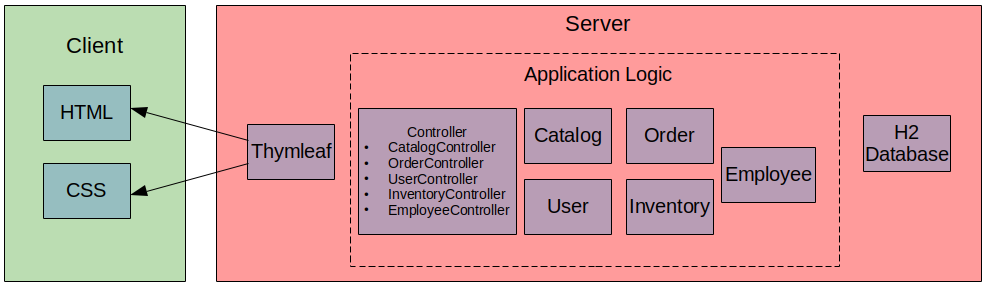 Client
HTML
CSS
Server
Thymleaf
Application Logic
Controller
• CatalogController
• OrderController
• UserController
• InventoryController
• EmployeeController
Catalog
Order
User
Inventory
Employee
H2
Database